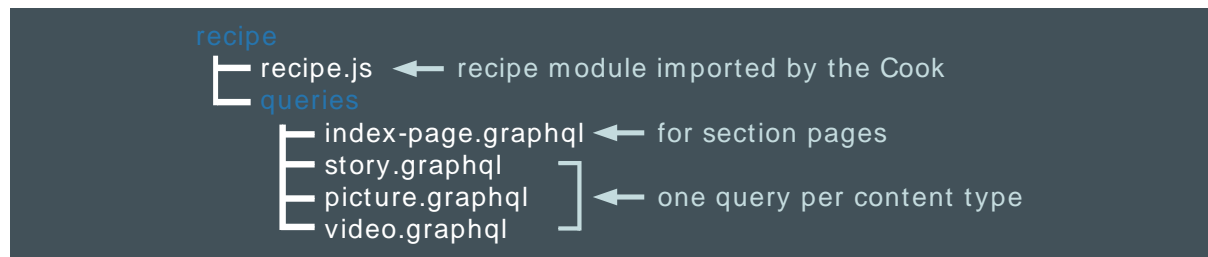 recipe
recipe.js recipe module imported by the Cook
queries
index-page.graphql for section pages
story.graphql
picture.graphql one query per content type
video.graphql